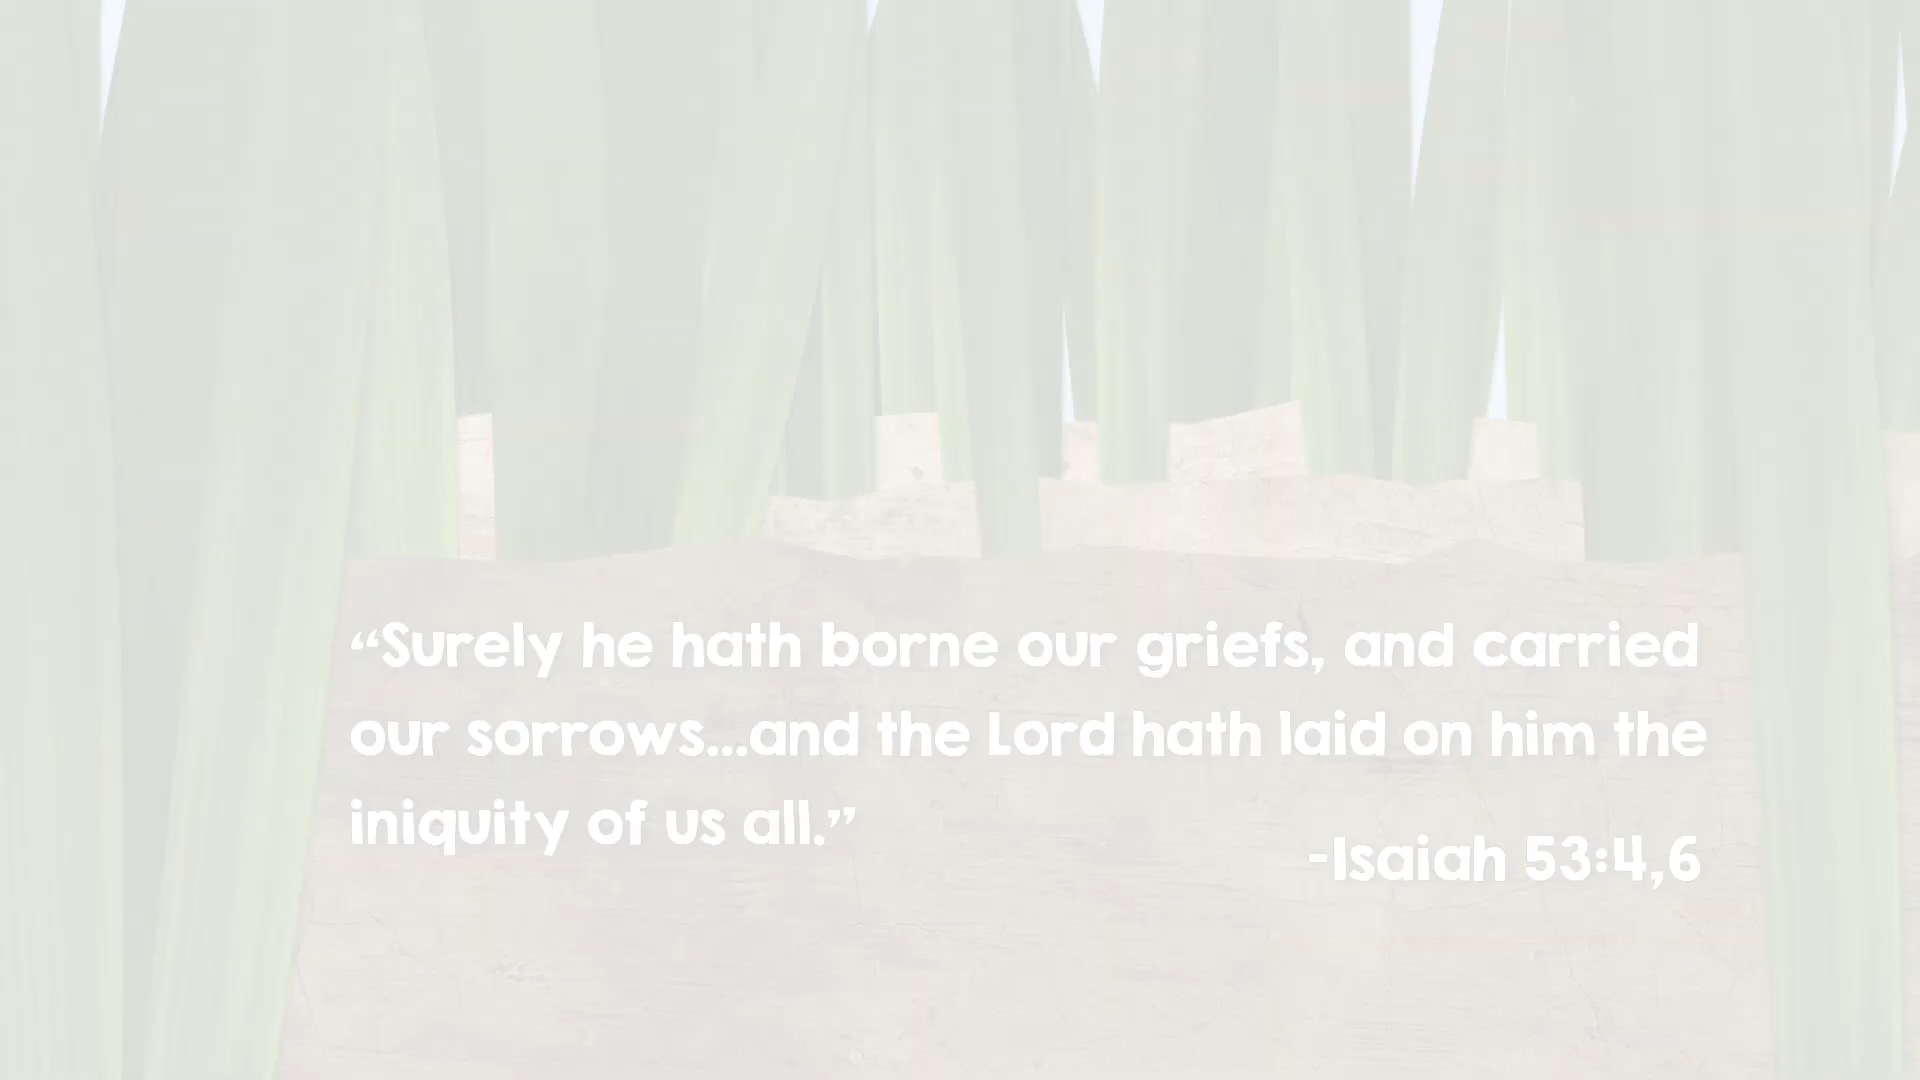 “Surely he hath borne our griefs, and carried
our sorrows...and the Lord hath laid on him the
iniquity of us all.”
-Isaiah 53:4,6